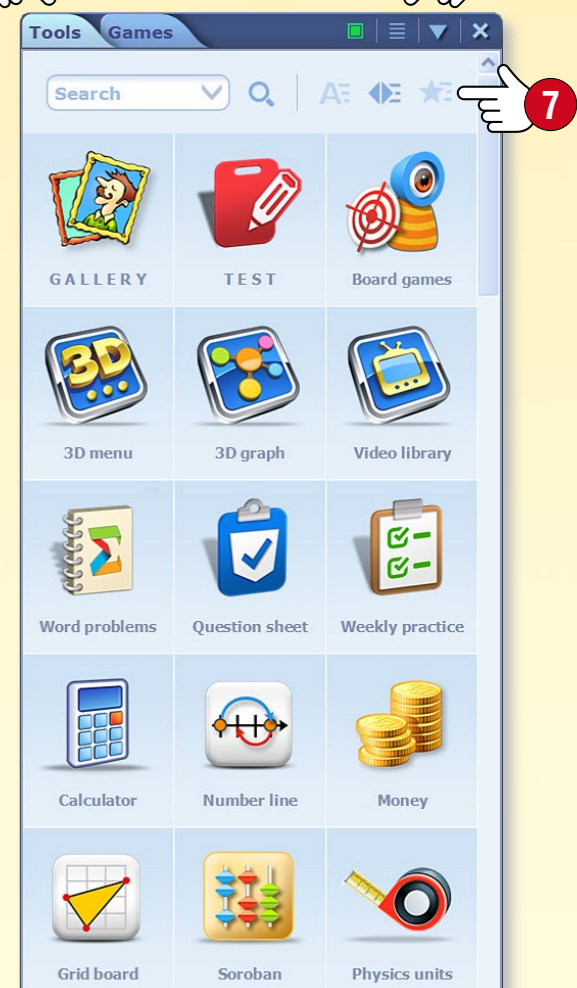 Tools Games
Search
A
7
GALLERY TEST Board games
3D
3D menu 3D graph Video library
Word problems Question sheet Weekly practice
Calculator Number line Money
Grid board Soroban Physics units